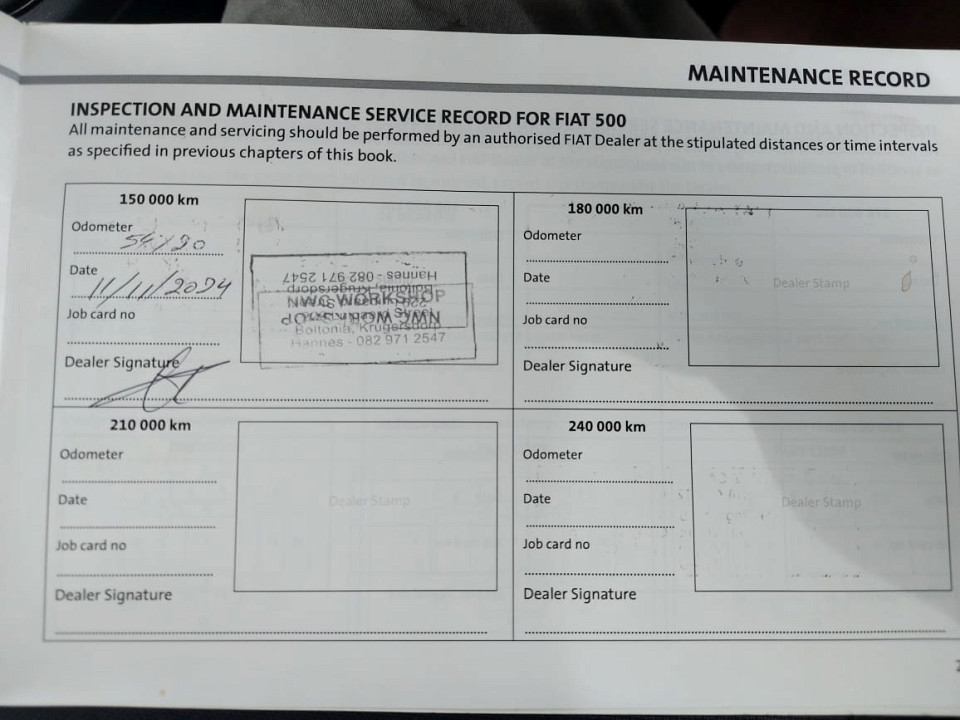 MAINTENANCE RECORD
INSPECTION AND MAINTENANCE SERVICE RECORD FOR FIAT 500
All maintenance and servicing should be performed by an authorised FIAT Dealer at the stipulated distances or time intervals
as specified in previous chapters of this book.
150 000 km
Odometer
Date
11/11/2024
Job card no
Dealer Signature
Hannes - 082 971 2547
Boltonia, Krugersdorp
NWC WORKSHOP
NWC WORKSHOP
Boltonia, Krugersdorp
Hannes - 082 971 2547
180 000 km
Odometer
Date
Job card no
Dealer Signature
Dealer Stamp
210 000 km
Odometer
Date
Job card no
Dealer Signature
Dealer Stamp
240 000 km
Odometer
Date
Job card no
Dealer Signature
Dealer Stamp